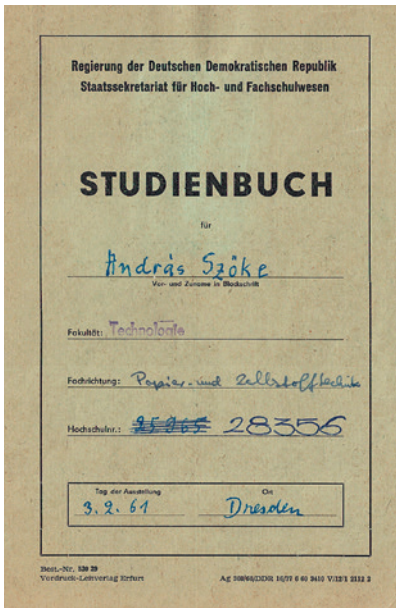 Regierung der Deutschen Demokratischen Republik
Staatssekretariat für Hoch- und Fachschulwesen
STUDIENBUCH
für
András Szőke
Vor- und Zuname in Blockschrift
Fakultät: Technologie
Fachrichtung: Papier- und Zellstofftechnik
Hochschulnr.: 28356
Tag der Ausstellung Ort
3. 2. 61 Dresden
Best.-Nr. 520 29
Vordruck-Leitverlag Erfurt